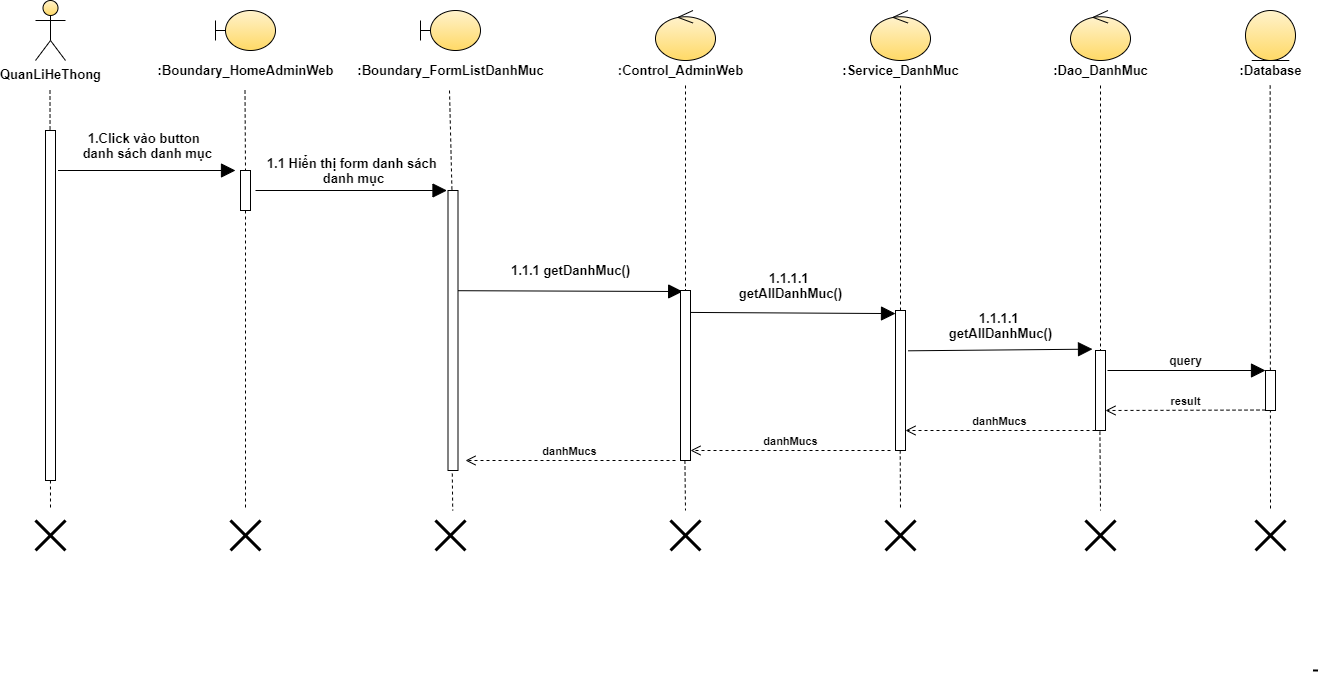 QuanLiHeThong
:Boundary_HomeAdminWeb
:Boundary_FormListDanhMuc
:Control_AdminWeb
:Service_DanhMuc
:Dao_DanhMuc
:Database
1.Click vào button
danh sách danh mục
1.1 Hiển thị form danh sách
danh mục
1.1.1 getDanhMuc()
1.1.1.1
getAllDanhMuc()
1.1.1.1
getAllDanhMuc()
query
result
danhMucs
danhMucs
danhMucs